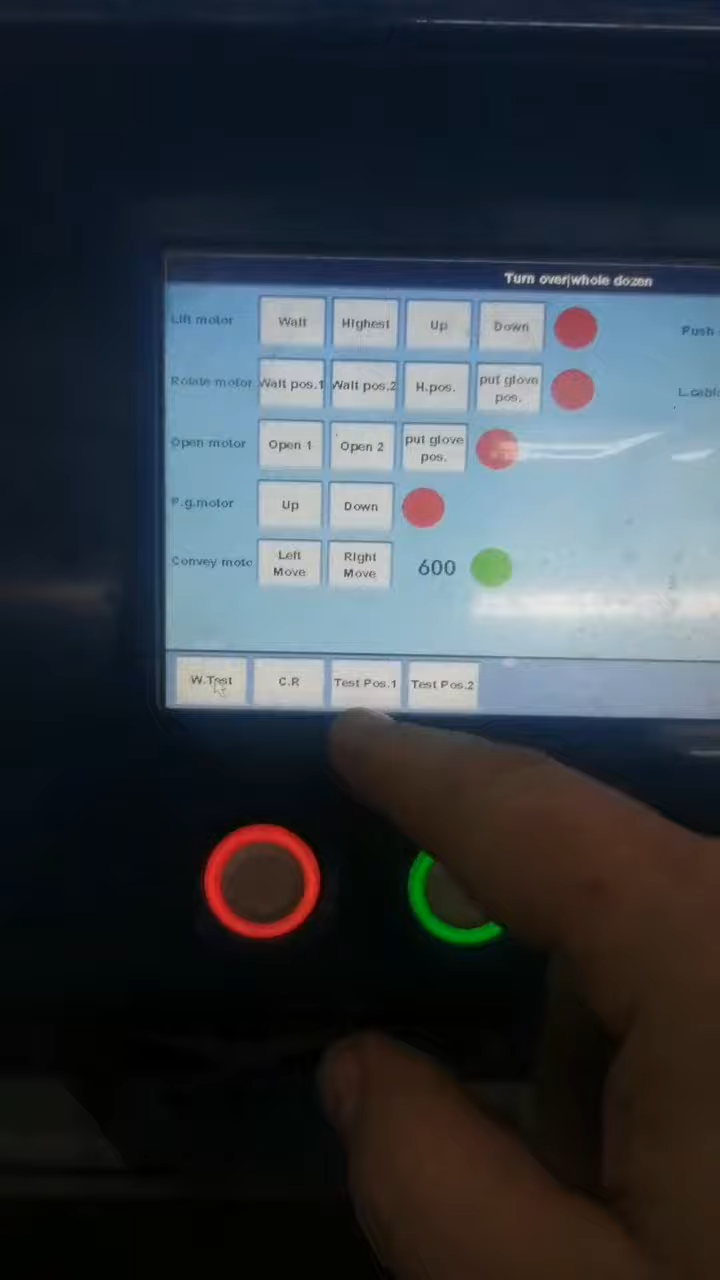 Turn over|whole dozen
Lift motor Wait Highest Up Down Push
Rotate motor Wait pos.1 Wait pos.2 H.pos. put glove pos.
L.cabl
Open motor Open 1 Open 2 put glove pos.
P.g.motor Up Down
Convey moto Left Move Right Move 600
W.Test C.R Test Pos.1 Test Pos.2